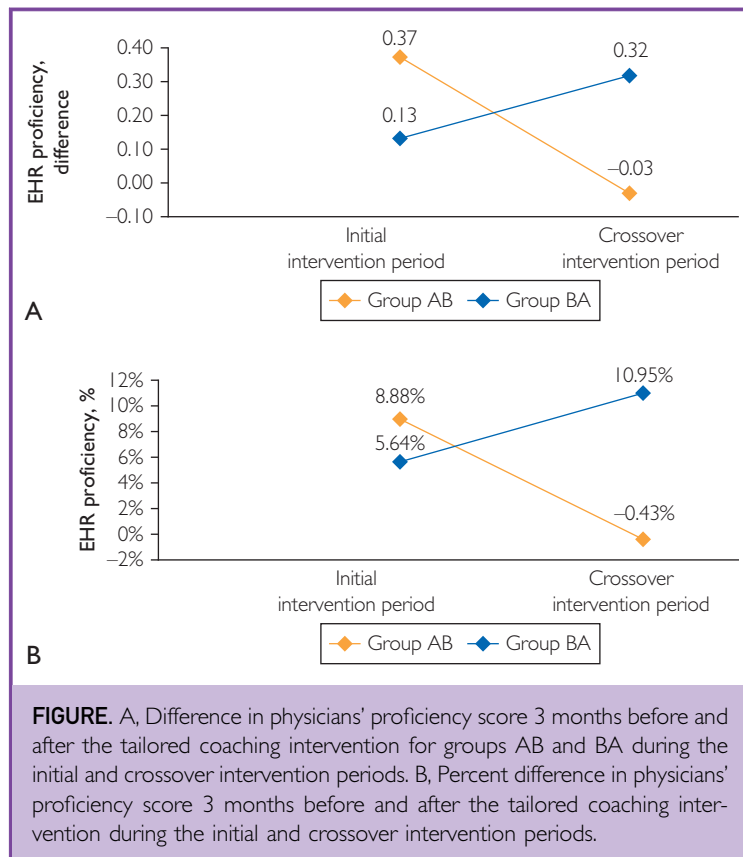 EHR proficiency,
difference
0.40
0.30
0.20
0.10
0.00
–0.10
0.37
0.13
0.32
–0.03
Initial
intervention period
Crossover
intervention period
Group AB
Group BA
A
EHR proficiency, %
12%
10%
8%
6%
4%
2%
0%
–2%
8.88%
5.64%
10.95%
–0.43%
Initial
intervention period
Crossover
intervention period
Group AB
Group BA
B
FIGURE. A, Difference in physicians’ proficiency score 3 months before and
after the tailored coaching intervention for groups AB and BA during the
initial and crossover intervention periods. B, Percent difference in physicians’
proficiency score 3 months before and after the tailored coaching inter-
vention during the initial and crossover intervention periods.